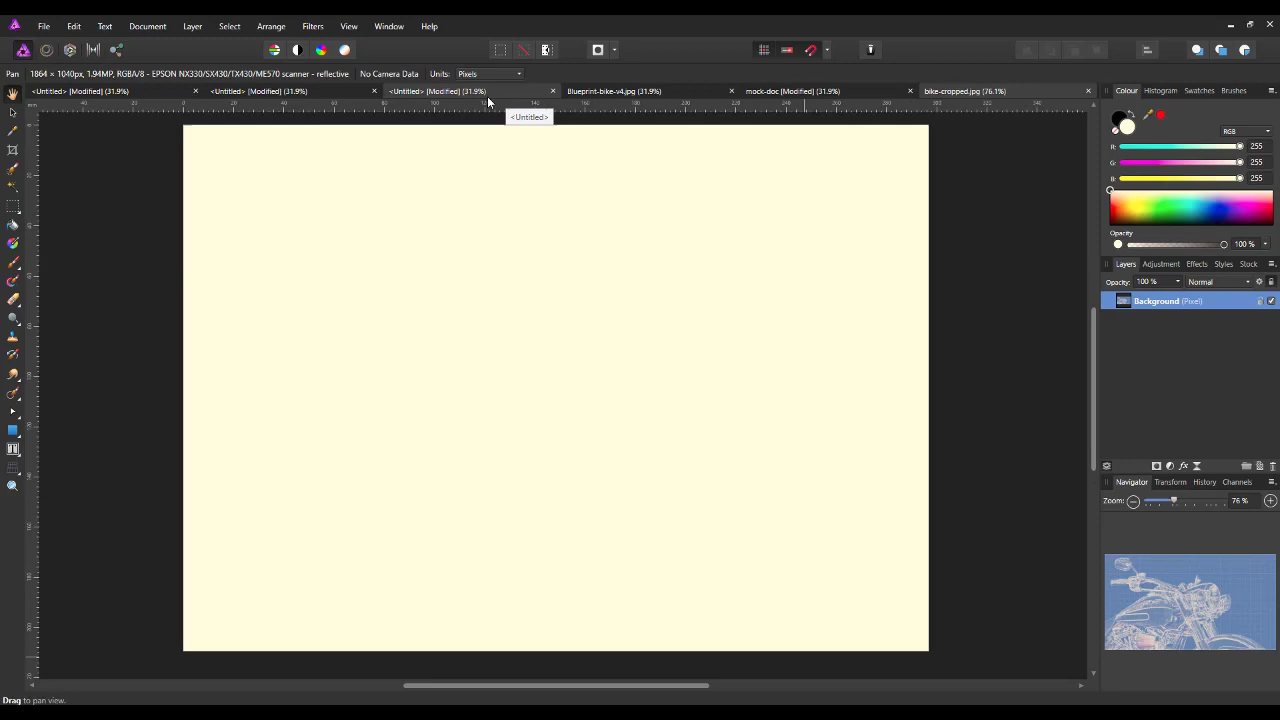 File Edit Text Document Layer Select Arrange Filters View Window Help
Pan 1864 × 1040px, 1.94MP, RGBA/8 - EPSON NX330/SX430/TX430/ME570 scanner - reflective No Camera Data Units: Pixels
<Untitled> [Modified] (31.9%) <Untitled> [Modified] (31.9%) <Untitled> [Modified] (31.9%) Blueprint-bike-v4.jpg (31.9%) mock-doc [Modified] (31.9%) bike-cropped.jpg (76.1%)
<Untitled>
Colour Histogram Swatches Brushes
RGB
R: 255
G: 255
B: 255
Opacity
100 %
Layers Adjustment Effects Styles Stock
Opacity: 100 % Normal
Background (Pixel)
Navigator Transform History Channels
Zoom: 76 %
Drag to pan view.